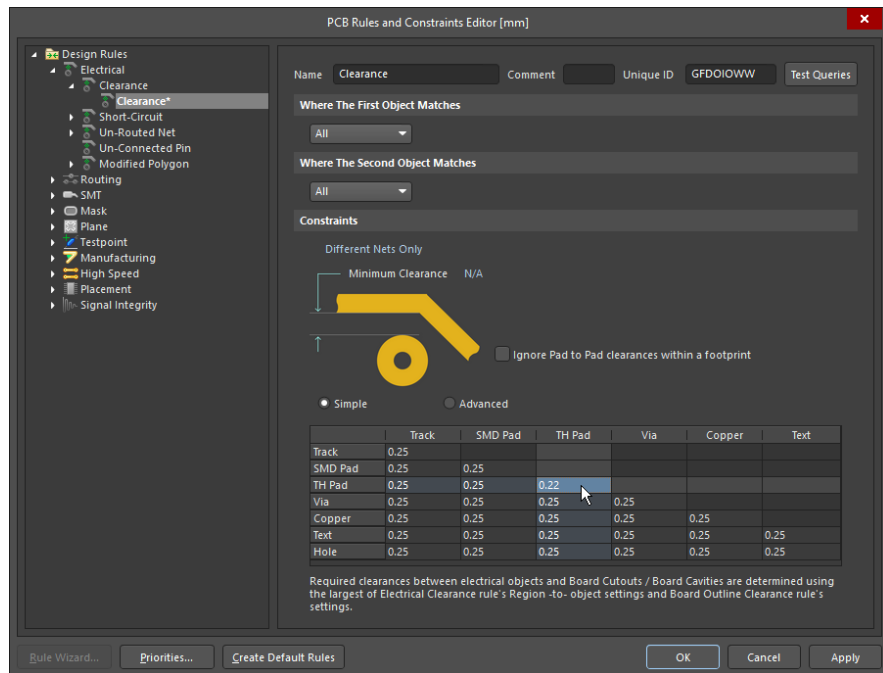 PCB Rules and Constraints Editor [mm]
Design Rules
Electrical
Clearance
Clearance*
Short-Circuit
Un-Routed Net
Un-Connected Pin
Modified Polygon
Routing
SMT
Mask
Plane
Testpoint
Manufacturing
High Speed
Placement
Signal Integrity
Name Clearance Comment Unique ID GFDOIOWW Test Queries
Where The First Object Matches
All
Where The Second Object Matches
All
Constraints
Different Nets Only
Minimum Clearance N/A
Ignore Pad to Pad clearances within a footprint
Simple Advanced
Track SMD Pad TH Pad Via Copper Text
Track 0.25
SMD Pad 0.25 0.25
TH Pad 0.25 0.25 0.22
Via 0.25 0.25 0.25 0.25
Copper 0.25 0.25 0.25 0.25 0.25
Text 0.25 0.25 0.25 0.25 0.25 0.25
Hole 0.25 0.25 0.25 0.25 0.25 0.25
Required clearances between electrical objects and Board Cutouts / Board Cavities are determined using
the largest of Electrical Clearance rule's Region -to- object settings and Board Outline Clearance rule's
settings.
Rule Wizard... Priorities... Create Default Rules OK Cancel Apply